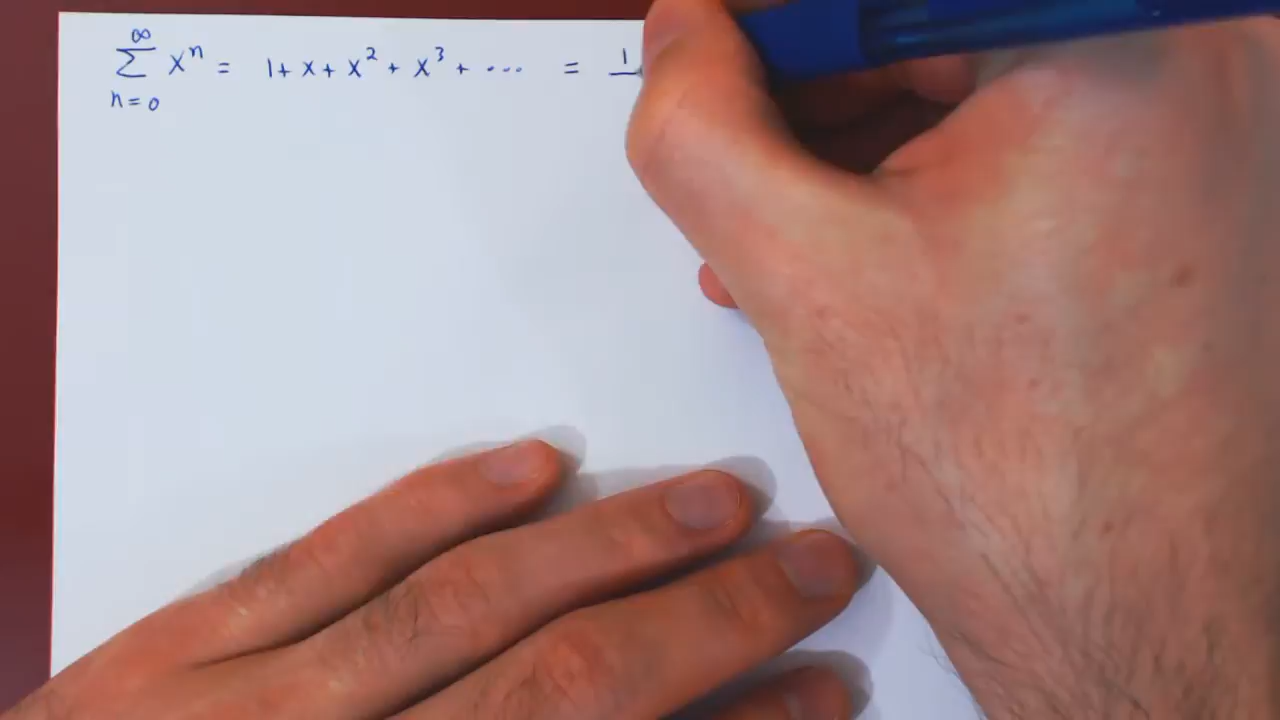 ∞
∑ xⁿ = 1 + x + x² + x³ + ··· = 1/
n = 0